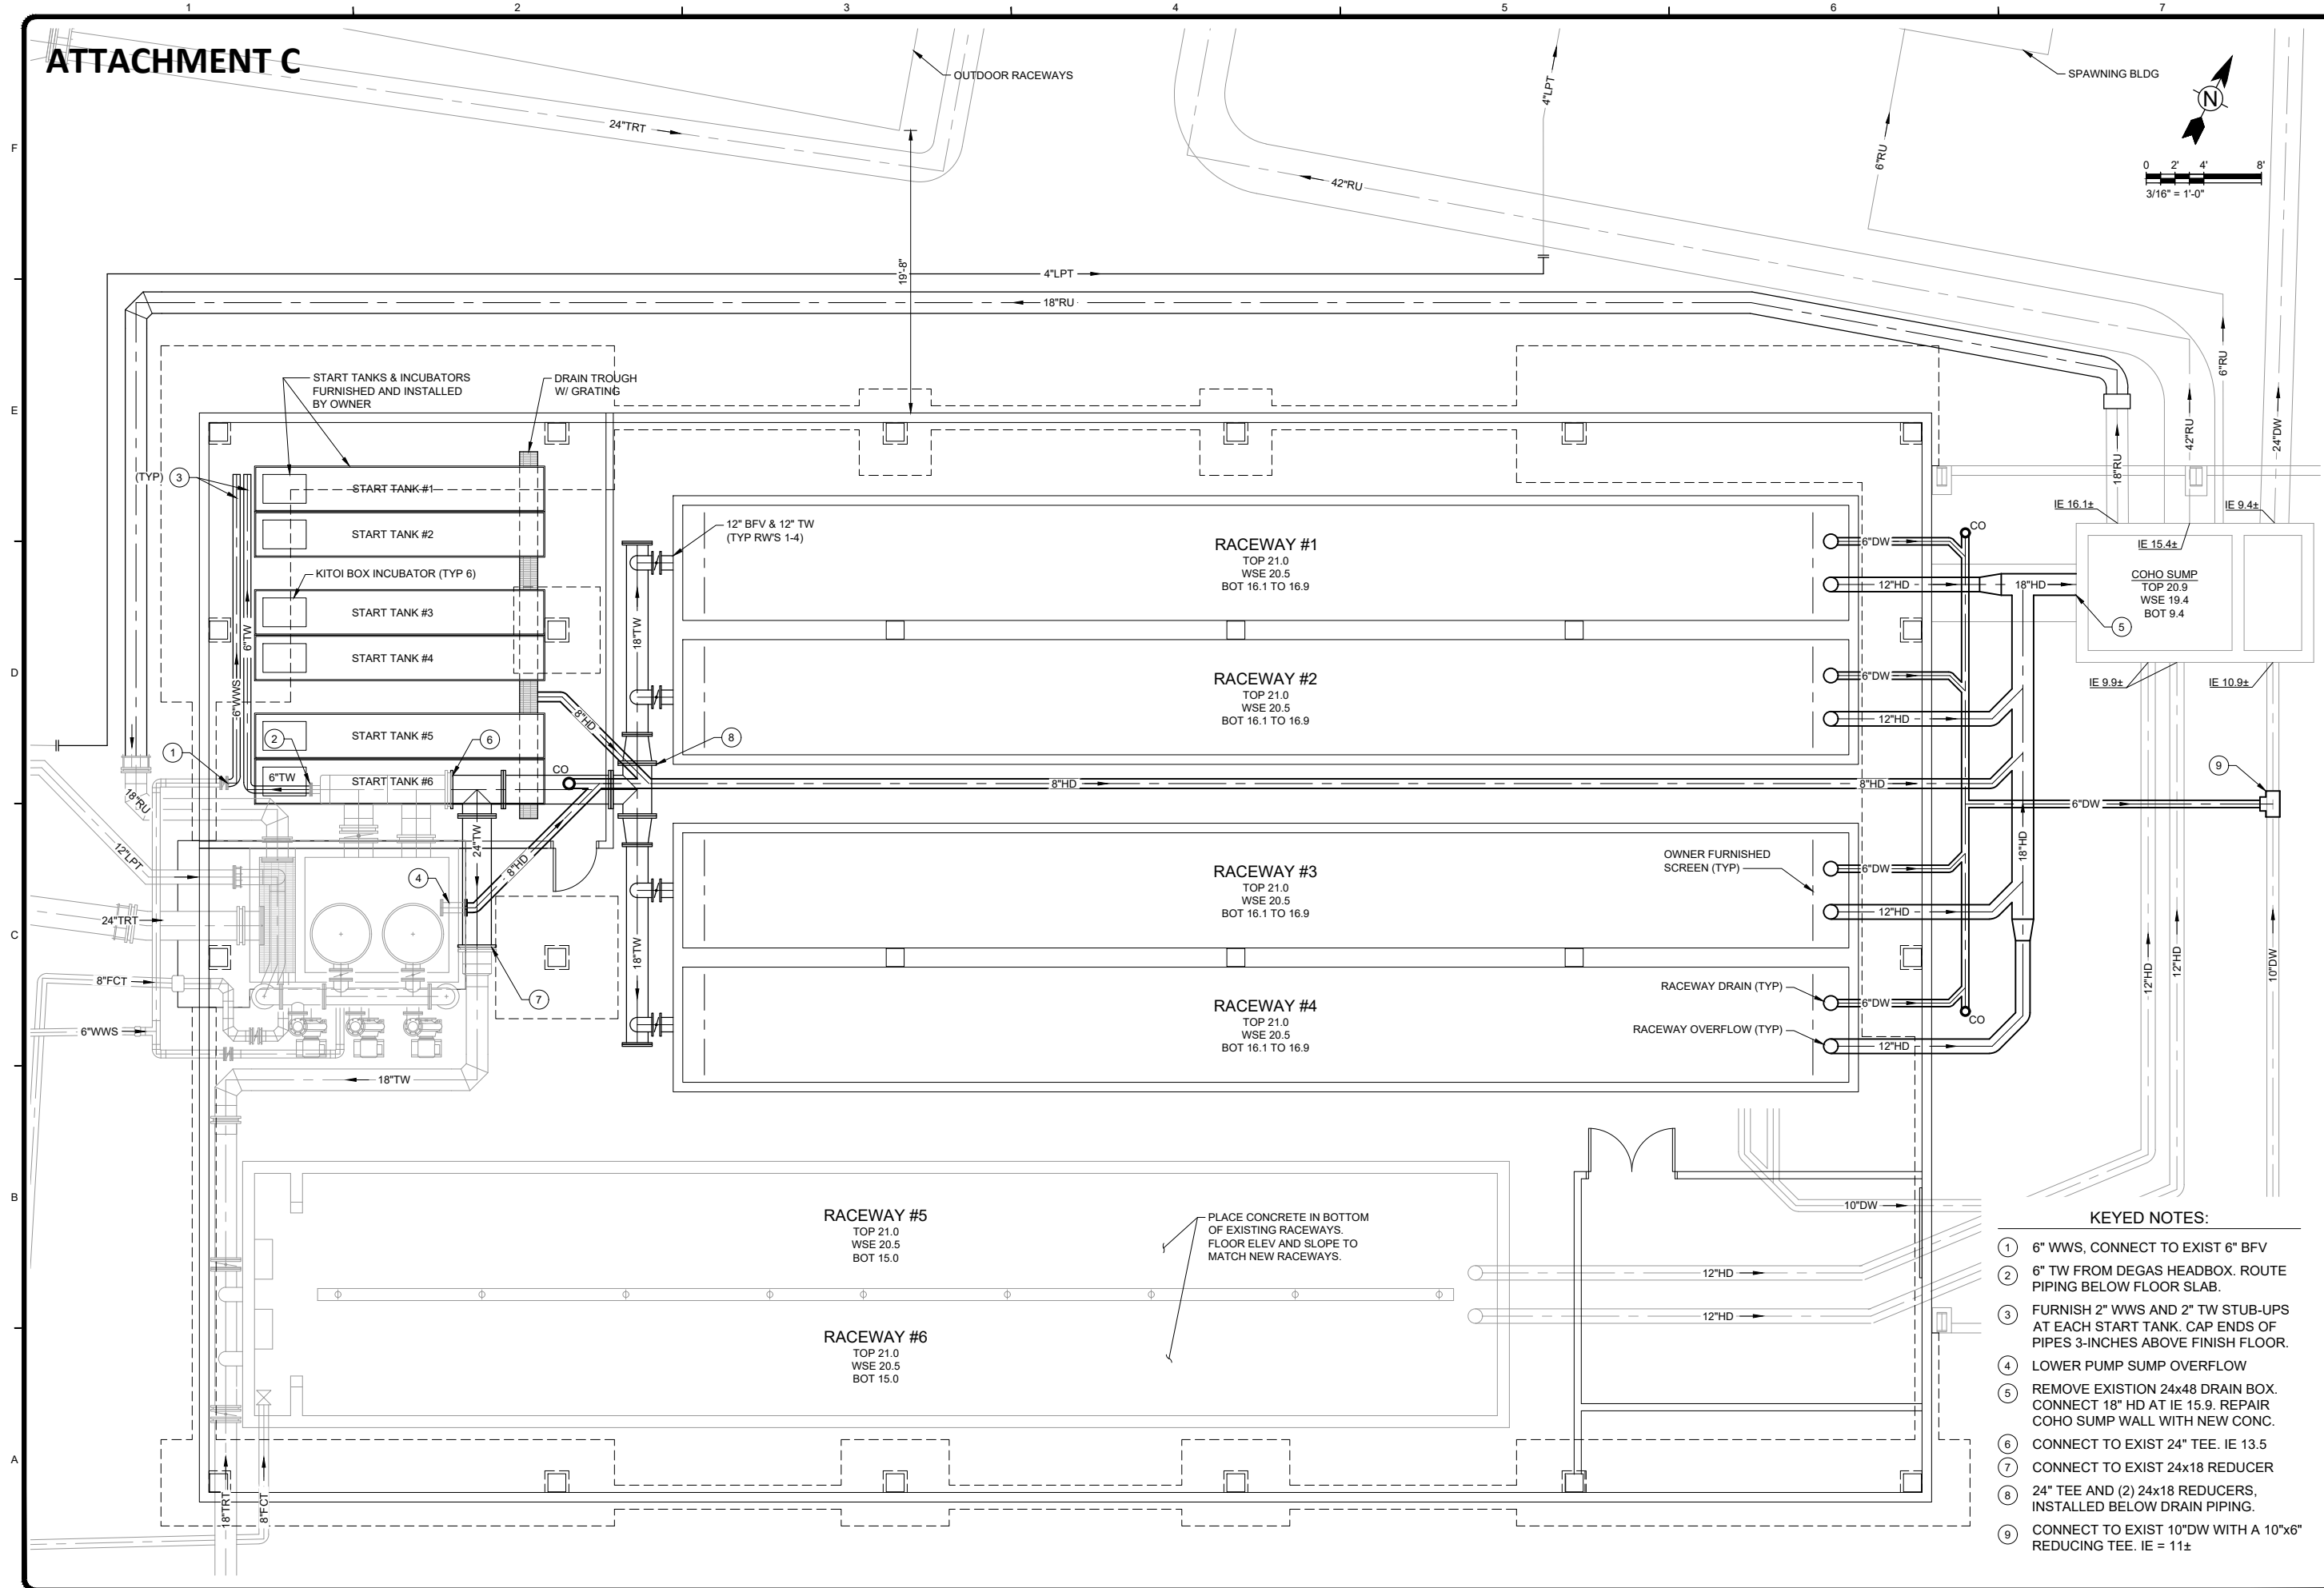 1 2 3 4 5 6 7
ATTACHMENT C
OUTDOOR RACEWAYS
SPAWNING BLDG
4"LPT
24"TRT
N
F
6"RU
42"RU
0 2' 4' 8'
3/16" = 1'-0"
19'-8"
4"LPT
18"RU
6"RU
START TANKS & INCUBATORS
FURNISHED AND INSTALLED
BY OWNER
DRAIN TROUGH
W/ GRATING
E
42"RU
24"DW
18"RU
(TYP) 3
START TANK #1
IE 16.1±
IE 9.4±
START TANK #2
12" BFV & 12" TW
(TYP RW'S 1-4)
CO
RACEWAY #1
TOP 21.0
WSE 20.5
BOT 16.1 TO 16.9
6"DW
IE 15.4±
KITOI BOX INCUBATOR (TYP 6)
12"HD
18"HD
COHO SUMP
TOP 20.9
WSE 19.4
BOT 9.4
START TANK #3
5
6"TW
18"TW
START TANK #4
D
RACEWAY #2
TOP 21.0
WSE 20.5
BOT 16.1 TO 16.9
6"DW
IE 9.9±
IE 10.9±
6"WWS
8"HD
12"HD
START TANK #5
2
6
8
1
9
CO
6"TW
START TANK #6
8"HD
8"HD
18"RU
6"DW
24"TW
18"HD
12"LPT
8"HD
OWNER FURNISHED
SCREEN (TYP)
4
RACEWAY #3
TOP 21.0
WSE 20.5
BOT 16.1 TO 16.9
6"DW
24"TRT
12"HD
C
18"TW
8"FCT
12"HD
12"HD
10"DW
7
RACEWAY #4
TOP 21.0
WSE 20.5
BOT 16.1 TO 16.9
RACEWAY DRAIN (TYP)
6"DW
CO
RACEWAY OVERFLOW (TYP)
12"HD
6"WWS
18"TW
B
10"DW
RACEWAY #5
TOP 21.0
WSE 20.5
BOT 15.0
PLACE CONCRETE IN BOTTOM
OF EXISTING RACEWAYS.
FLOOR ELEV AND SLOPE TO
MATCH NEW RACEWAYS.
12"HD
12"HD
RACEWAY #6
TOP 21.0
WSE 20.5
BOT 15.0
A
18"TRT
8"FCT
KEYED NOTES:
1 6" WWS, CONNECT TO EXIST 6" BFV
2 6" TW FROM DEGAS HEADBOX. ROUTE
PIPING BELOW FLOOR SLAB.
3 FURNISH 2" WWS AND 2" TW STUB-UPS
AT EACH START TANK. CAP ENDS OF
PIPES 3-INCHES ABOVE FINISH FLOOR.
4 LOWER PUMP SUMP OVERFLOW
5 REMOVE EXISTION 24x48 DRAIN BOX.
CONNECT 18" HD AT IE 15.9. REPAIR
COHO SUMP WALL WITH NEW CONC.
6 CONNECT TO EXIST 24" TEE. IE 13.5
7 CONNECT TO EXIST 24x18 REDUCER
8 24" TEE AND (2) 24x18 REDUCERS,
INSTALLED BELOW DRAIN PIPING.
9 CONNECT TO EXIST 10"DW WITH A 10"x6"
REDUCING TEE. IE = 11±